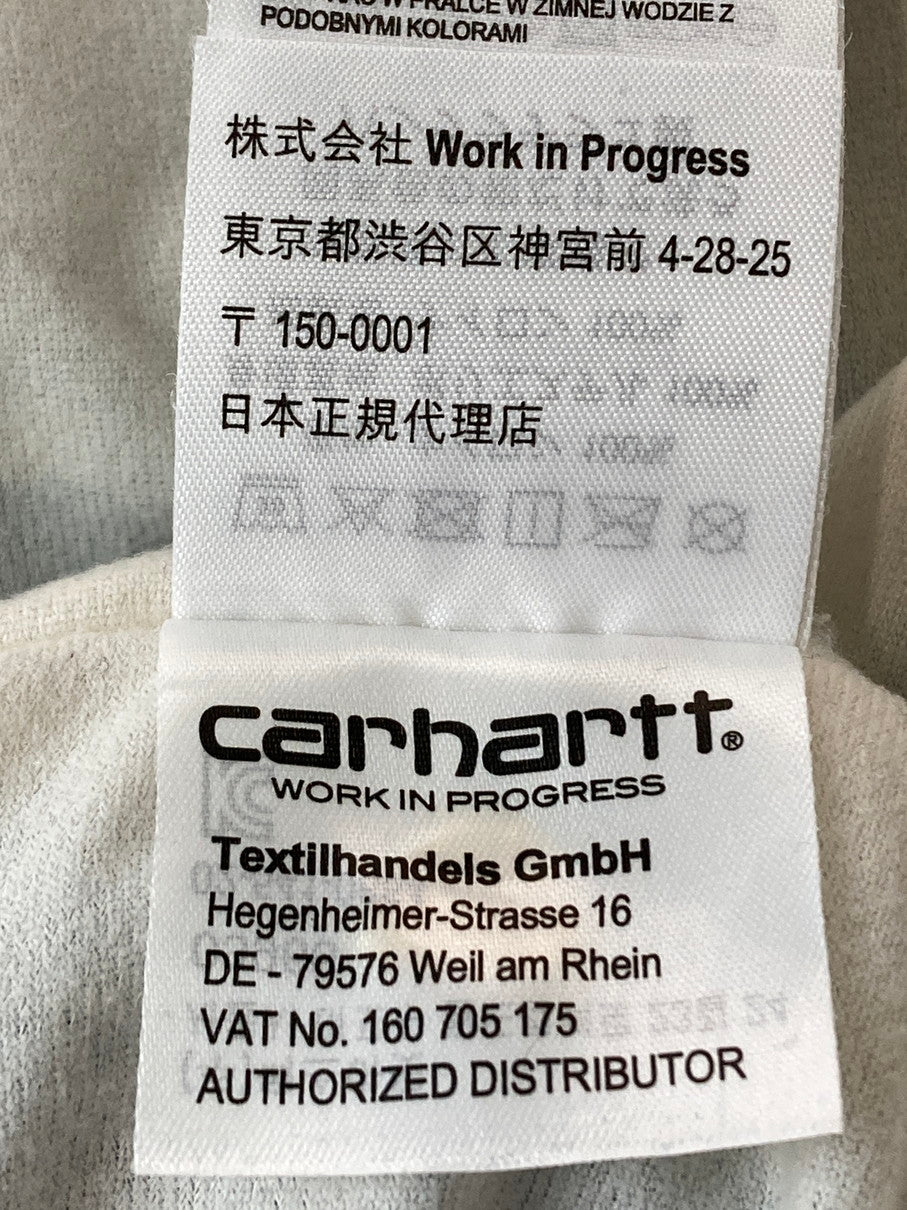 W ZIMNEJ WODZIE Z
PODOBNYMI KOLORAMI
株式会社 Work in Progress
東京都渋谷区神宮前 4-28-25
〒 150-0001
日本正規代理店
carhartt®
WORK IN PROGRESS
Textilhandels GmbH
Hegenheimer-Strasse 16
DE - 79576 Weil am Rhein
VAT No. 160 705 175
AUTHORIZED DISTRIBUTOR